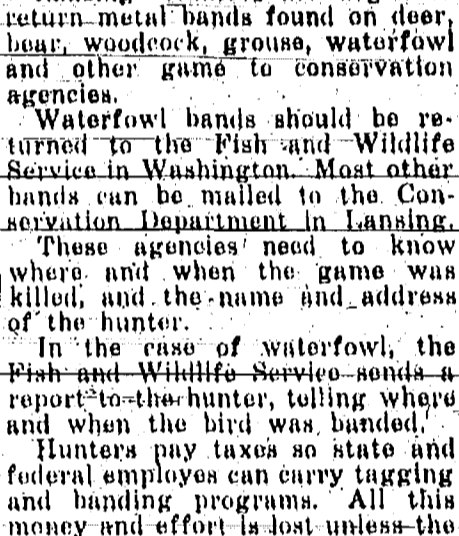 return metal bands found on deer,
bear, woodcock, grouse, waterfowl
and other game to conservation
agencies.
Waterfowl bands should be re-
turned to the Fish and Wildlife
Service in Washington. Most other
bands can be mailed to the Con-
servation Department in Lansing.
These agencies need to know
where and when the game was
killed, and the name and address
of the hunter.
In the case of waterfowl, the
Fish and Wildlife Service sends a
report to the hunter, telling where
and when the bird was banded.
Hunters pay taxes so state and
federal employes can carry tagging
and banding programs. All this
money and effort is lost unless the